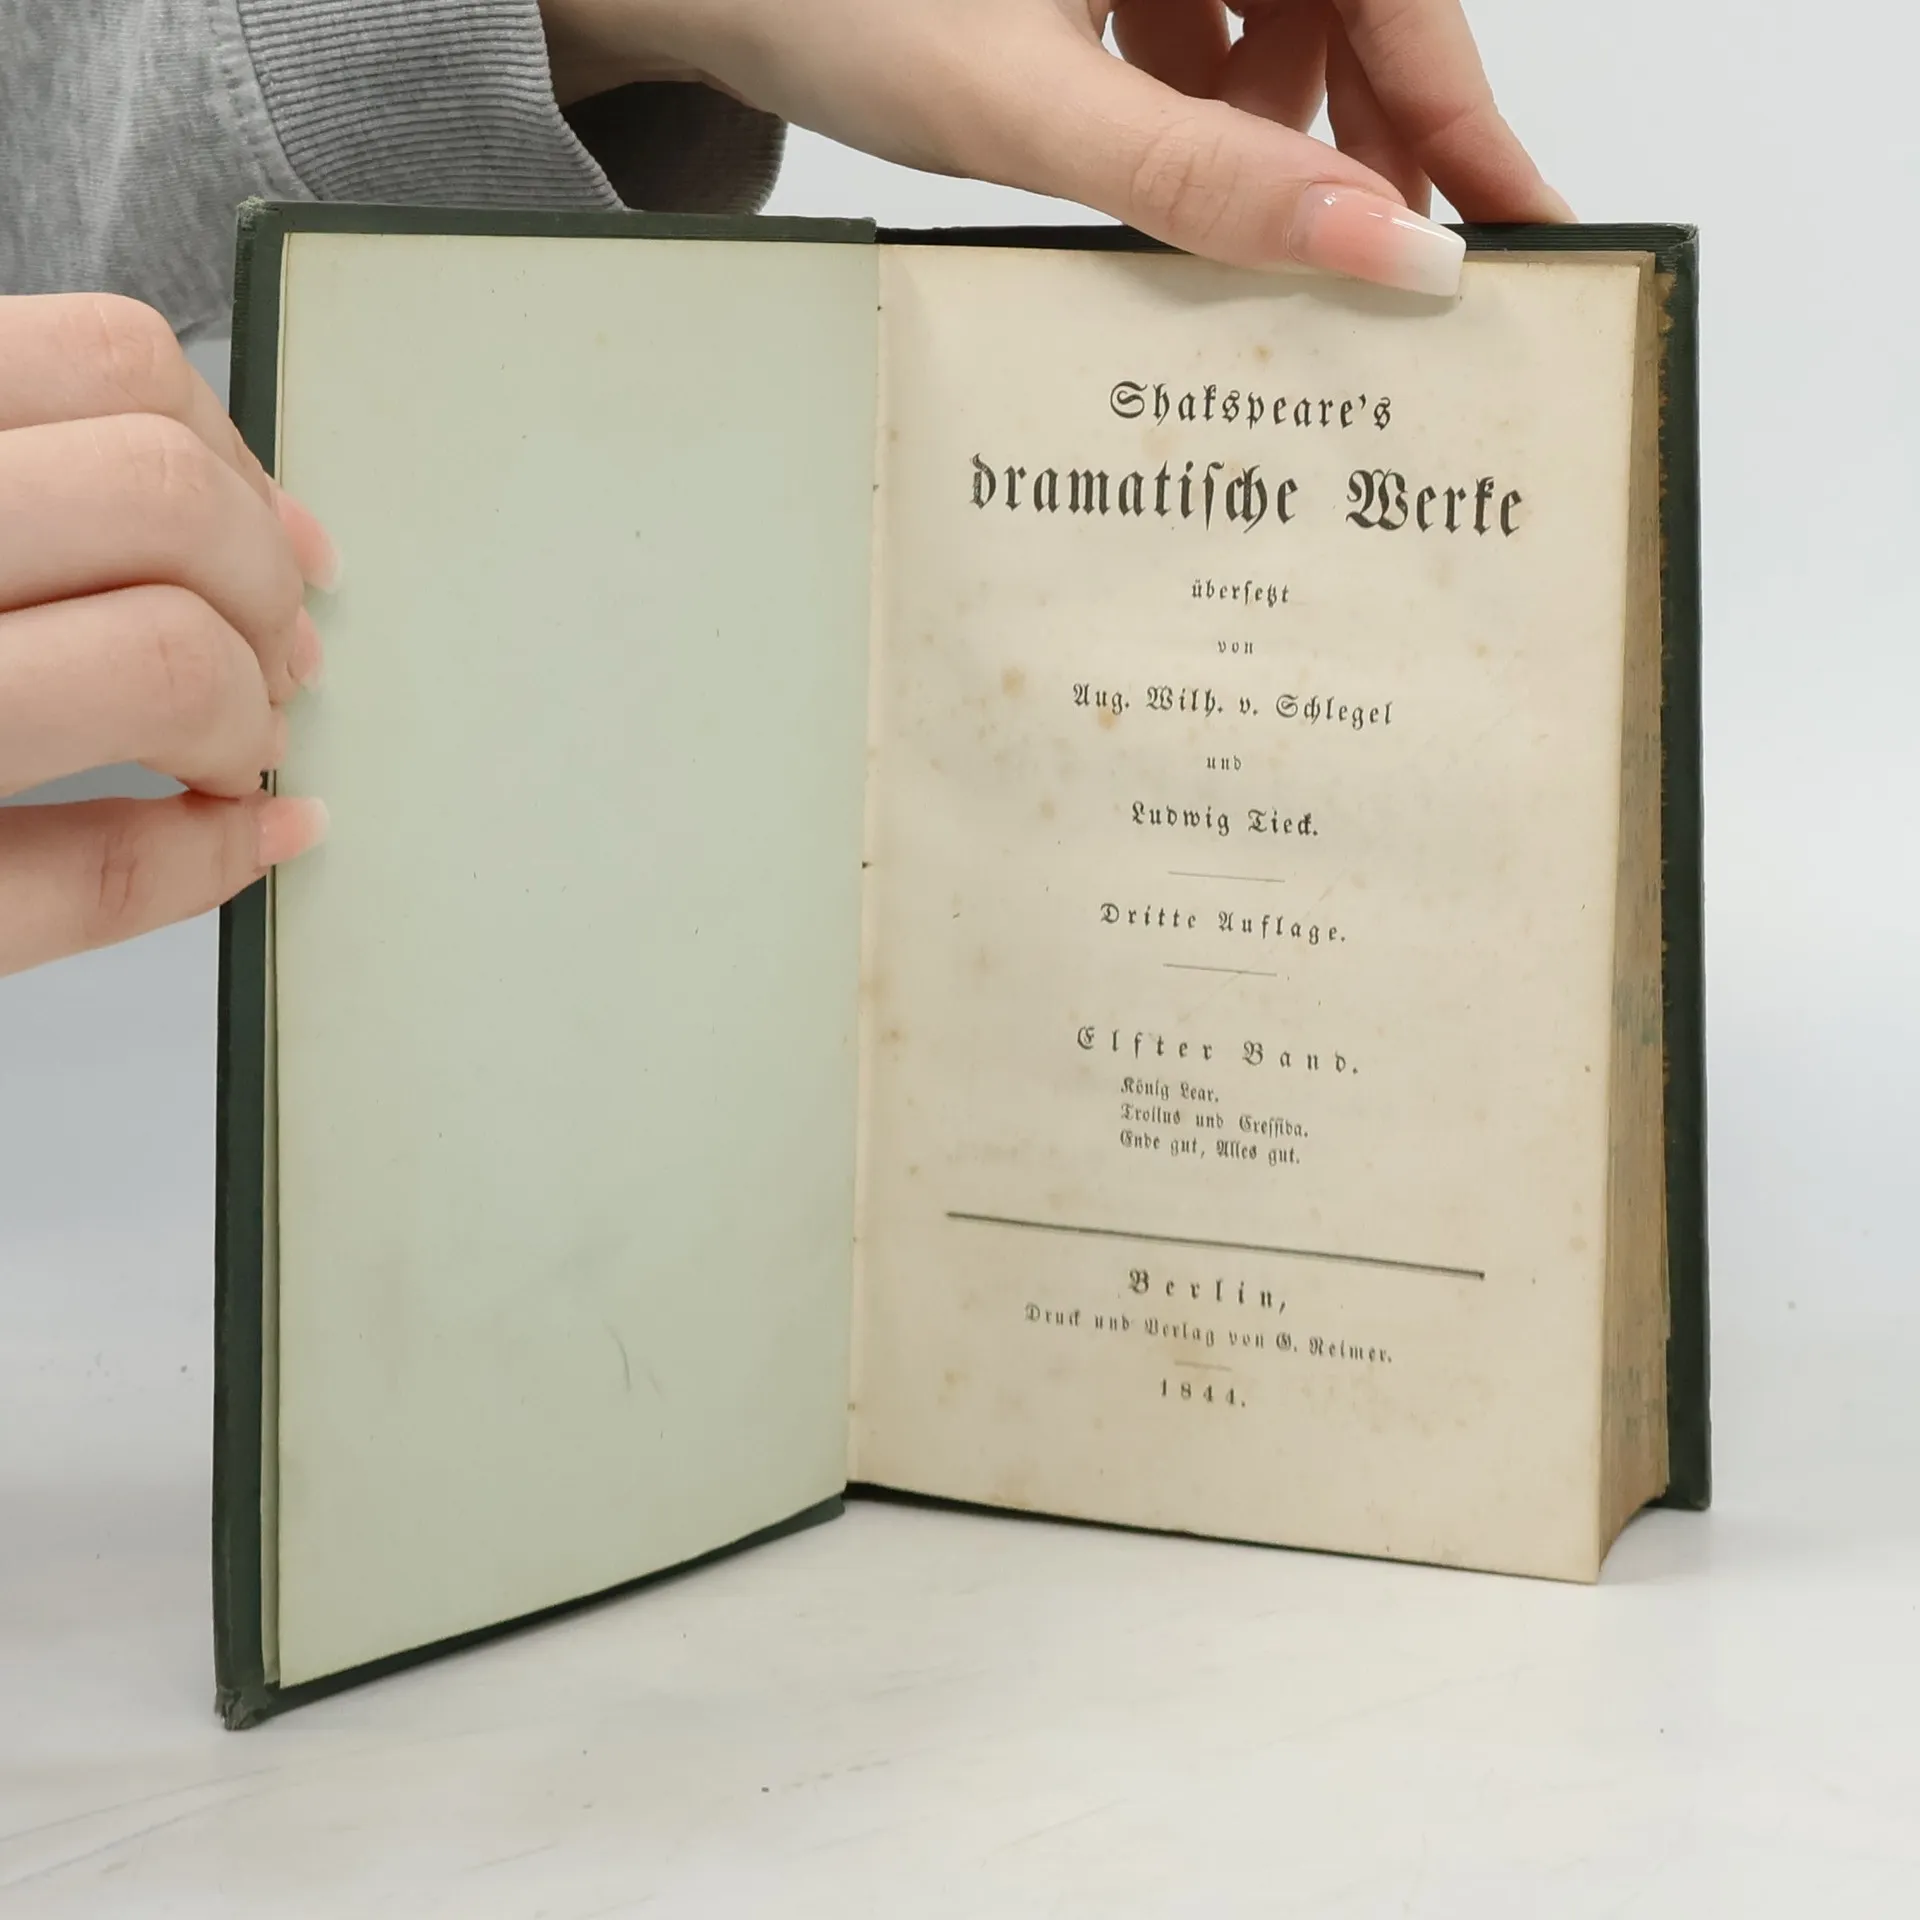 Shakspeare's
dramatiſche Werke
überſetzt
von
Aug. Wilh. v. Schlegel
und
Ludwig Tieck.
Dritte Auflage.
Elfter Band.
König Lear.
Troilus und Creſſida.
Ende gut, Alles gut.
Berlin,
Druck und Verlag von G. Reimer.
1844.